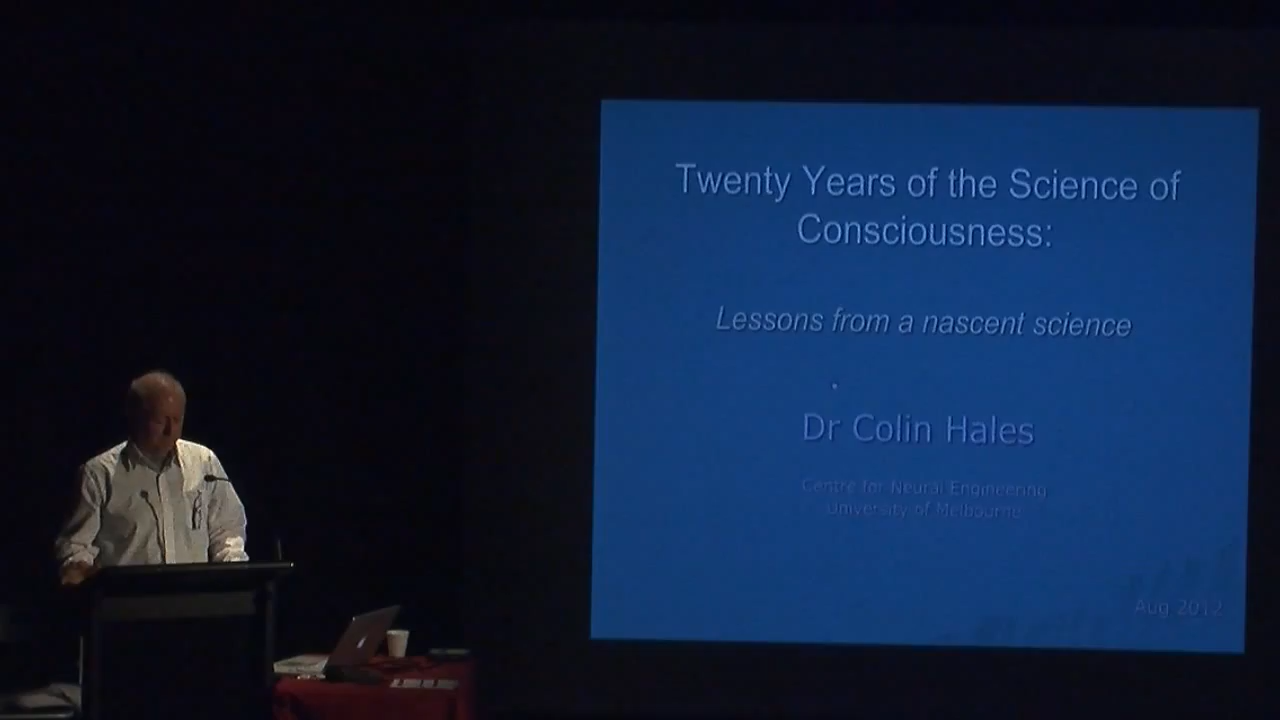 Twenty Years of the Science of
Consciousness:
Lessons from a nascent science
Dr Colin Hales
Centre for Neural Engineering
University of Melbourne
Aug 2012